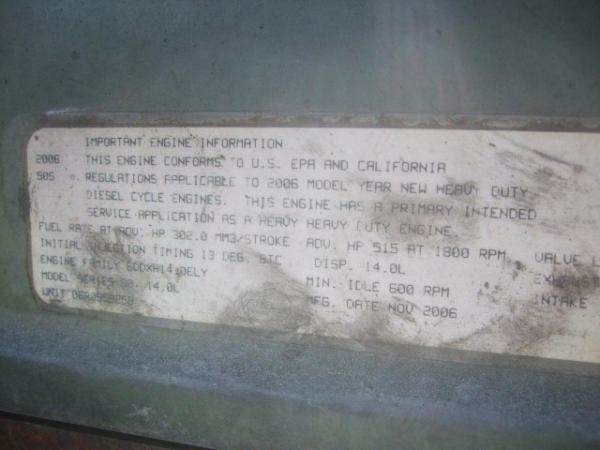 IMPORTANT ENGINE INFORMATION
2006 THIS ENGINE CONFORMS TO U.S. EPA AND CALIFORNIA
505 REGULATIONS APPLICABLE TO 2006 MODEL YEAR NEW HEAVY DUTY
DIESEL CYCLE ENGINES. THIS ENGINE HAS A PRIMARY INTENDED
SERVICE APPLICATION AS A HEAVY HEAVY DUTY ENGINE.
FUEL RATE AT ADV. HP 302.0 MM3/STROKE ADV. HP 515 AT 1800 RPM VALVE
INITIAL INJECTION TIMING 13 DEG. BTC DISP. 14.0L EXHAUST
ENGINE FAMILY 6DDXH14.0ELY MIN. IDLE 600 RPM INTAKE
MODEL SERIES 60, 14.0L MFG. DATE NOV 2006
UNIT